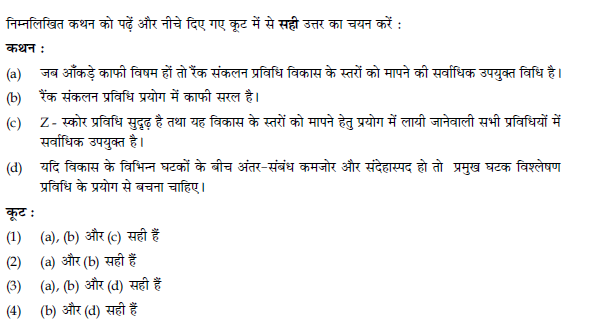 निम्नलिखित कथन को पढ़ें और नीचे दिए गए कूट में से सही उत्तर का चयन करें :
कथन :
(a) जब आँकड़े काफी विषम हों तो रैंक संकलन प्रविधि विकास के स्तरों को मापने की सर्वाधिक उपयुक्त विधि है।
(b) रैंक संकलन प्रविधि प्रयोग में काफी सरल है।
(c) Z - स्कोर प्रविधि सुदृढ़ है तथा यह विकास के स्तरों को मापने हेतु प्रयोग में लायी जानेवाली सभी प्रविधियों में
सर्वाधिक उपयुक्त है।
(d) यदि विकास के विभिन्न घटकों के बीच अंतर-संबंध कमजोर और संदेहास्पद हो तो प्रमुख घटक विश्लेषण
प्रविधि के प्रयोग से बचना चाहिए।
कूट :
(1) (a), (b) और (c) सही हैं
(2) (a) और (b) सही हैं
(3) (a), (b) और (d) सही हैं
(4) (b) और (d) सही हैं